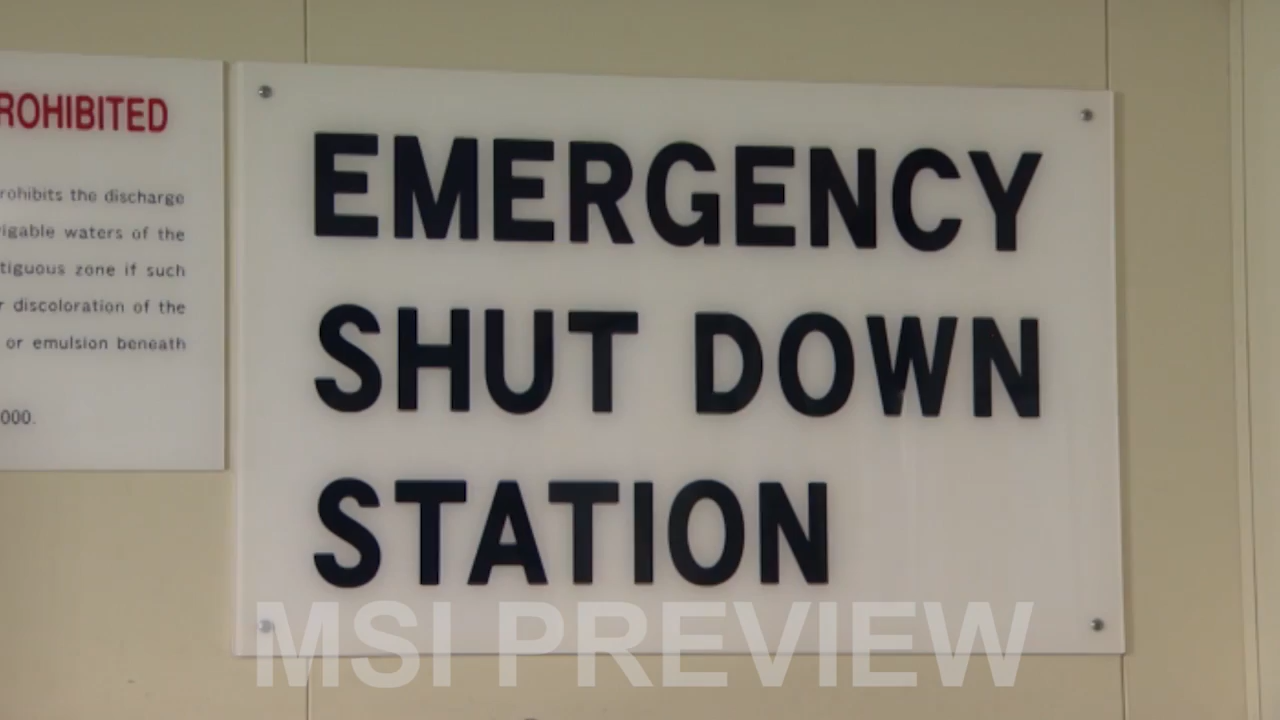 ROHIBITED
rohibits the discharge
igable waters of the
tiguous zone if such
r discoloration of the
or emulsion beneath
000.
EMERGENCY
SHUT DOWN
STATION
MSI PREVIEW